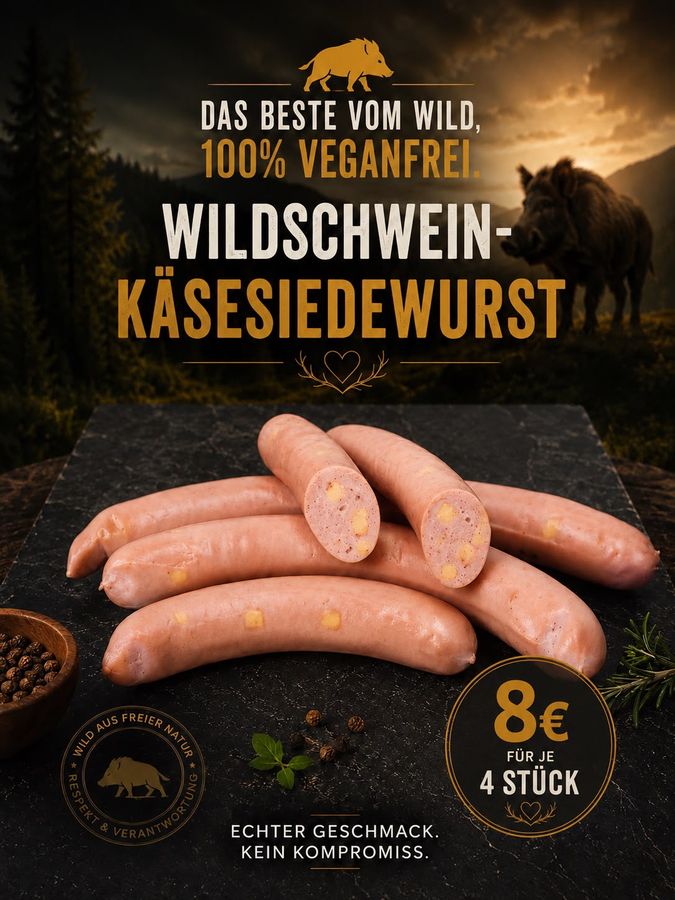 DAS BESTE VOM WILD,
100% VEGANFREI.
WILDSCHWEIN-
KÄSESIEDEWURST
WILD AUS FREIER NATUR
RESPEKT & VERANTWORTUNG
8€
FÜR JE
4 STÜCK
ECHTER GESCHMACK.
KEIN KOMPROMISS.